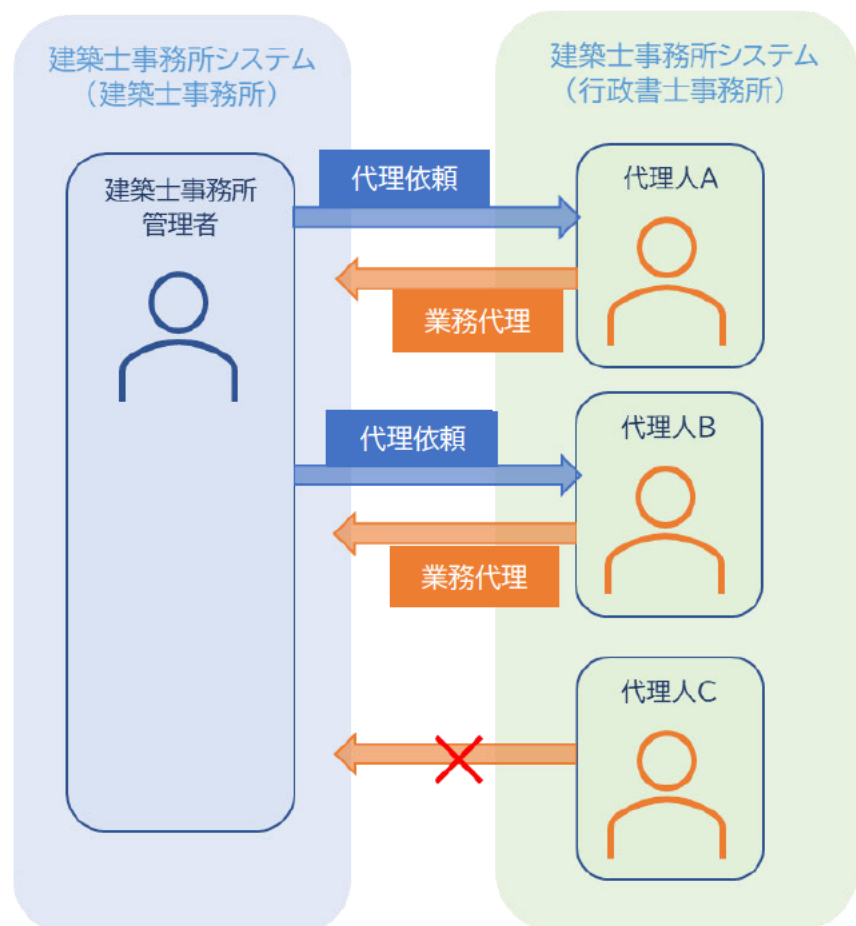 建築士事務所システム
（建築士事務所）
建築士事務所システム
（行政書士事務所）
建築士事務所
管理者
代理依頼
代理人A
業務代理
代理依頼
代理人B
業務代理
代理人C